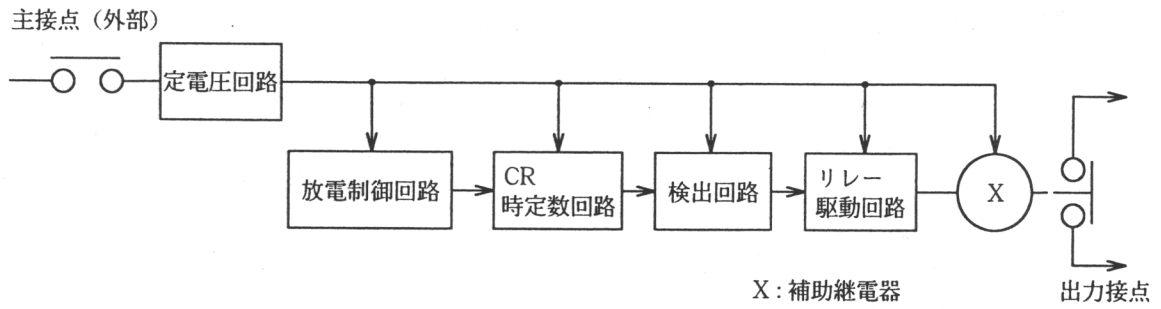 主接点（外部）
定電圧回路
放電制御回路
CR
時定数回路
検出回路
リレー
駆動回路
X
X : 補助継電器
出力接点